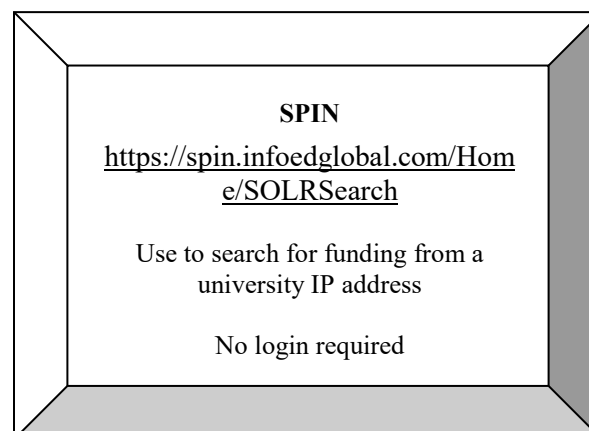 SPIN
https://spin.infoedglobal.com/Hom
e/SOLRSearch
Use to search for funding from a
university IP address
No login required